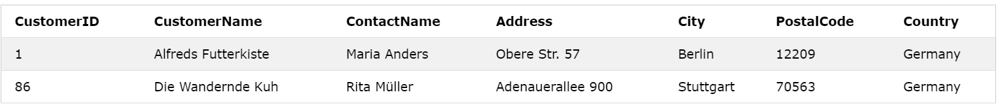 CustomerID CustomerName ContactName Address City PostalCode Country
1 Alfreds Futterkiste Maria Anders Obere Str. 57 Berlin 12209 Germany
86 Die Wandernde Kuh Rita Müller Adenauerallee 900 Stuttgart 70563 Germany